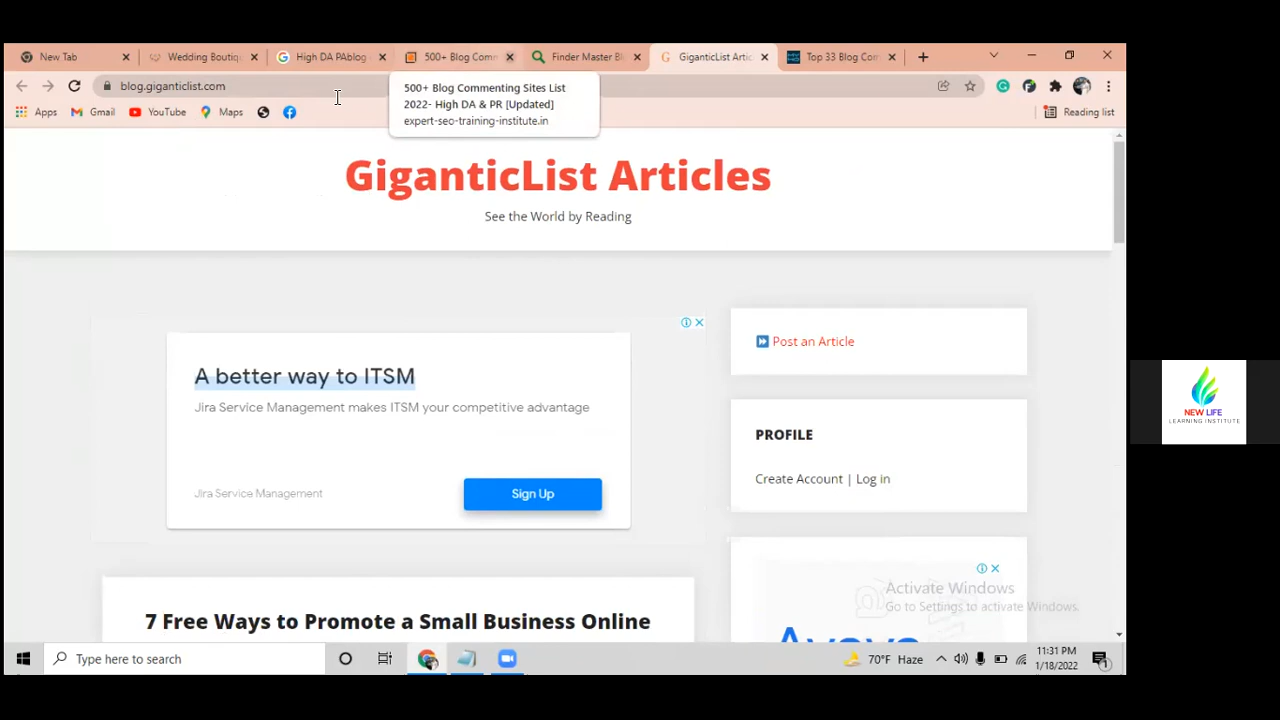 New Tab
Wedding Boutiqu
High DA PAblog
500+ Blog Comm
Finder Master Bl
GiganticList Artic
Top 33 Blog Com
blog.giganticlist.com
500+ Blog Commenting Sites List
2022- High DA & PR [Updated]
expert-seo-training-institute.in
Apps
Gmail
YouTube
Maps
Reading list
GiganticList Articles
See the World by Reading
A better way to ITSM
Jira Service Management makes ITSM your competitive advantage
Jira Service Management
Sign Up
Post an Article
PROFILE
Create Account | Log in
7 Free Ways to Promote a Small Business Online
Activate Windows
Go to Settings to activate Windows.
NEW LIFE
LEARNING INSTITUTE
Type here to search
70°F Haze
11:31 PM
1/18/2022